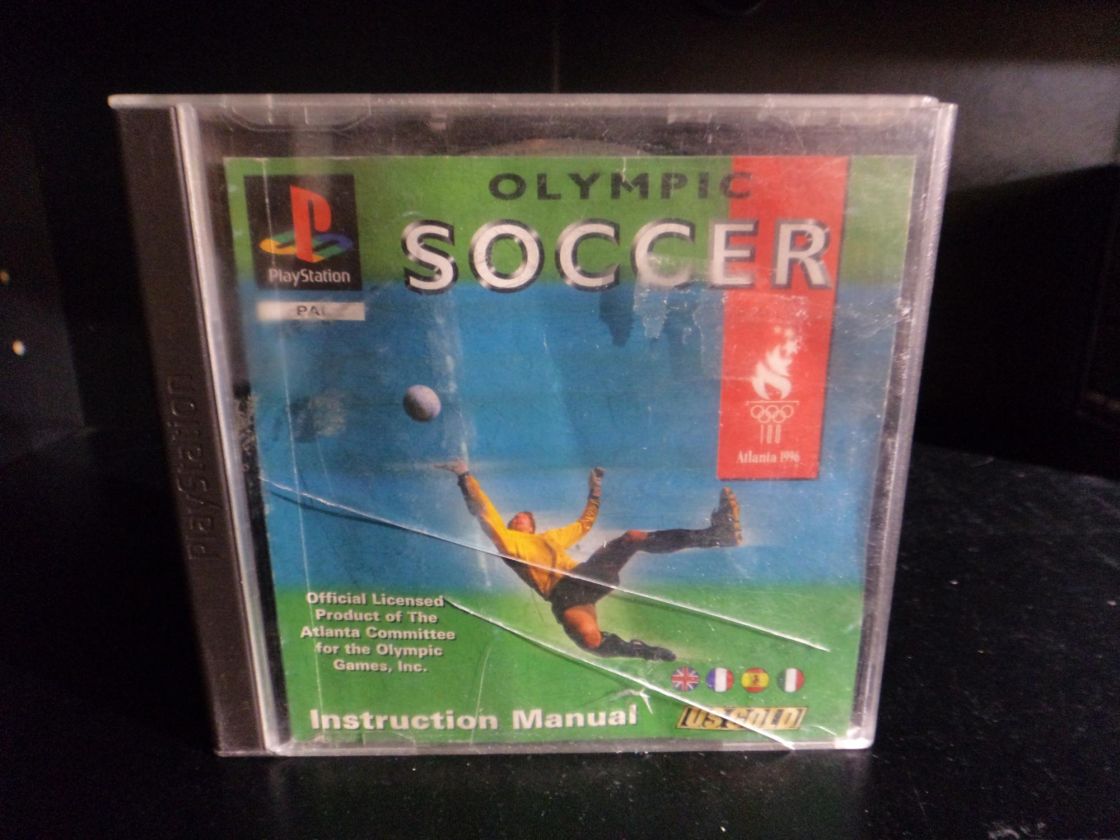 OLYMPIC
SOCCER
PlayStation
PAL
100
Atlanta 1996
PlayStation
Official Licensed
Product of The
Atlanta Committee
for the Olympic
Games, Inc.
Instruction Manual
US GOLD